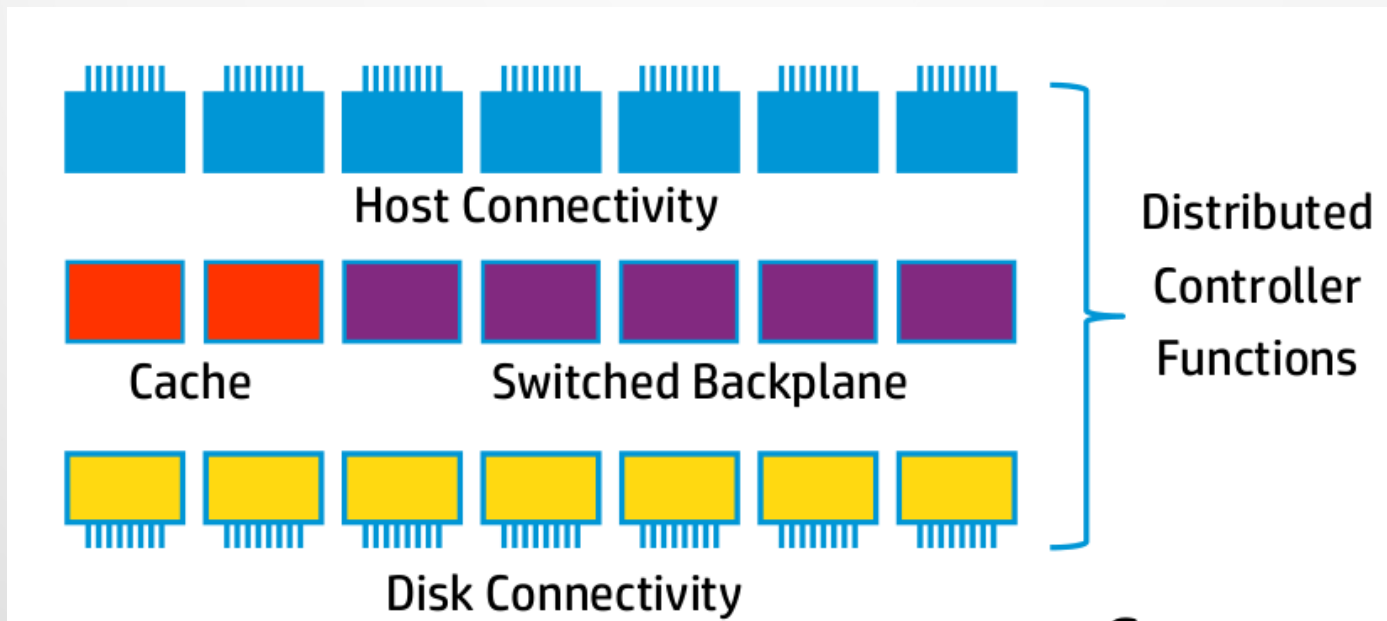 Host Connectivity
Cache
Switched Backplane
Disk Connectivity
Distributed
Controller
Functions